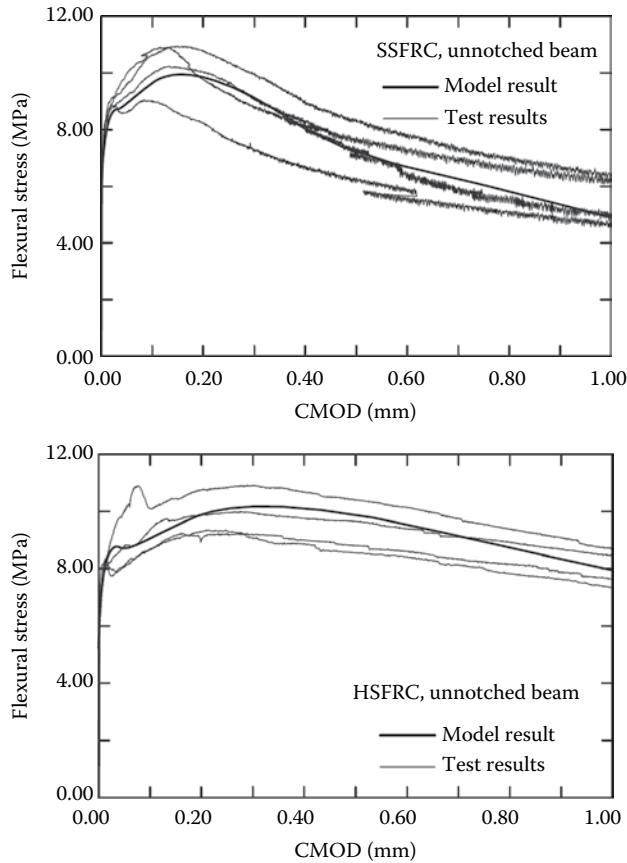 12.00
SSFRC, unnotched beam
Model result
Test results
8.00
4.00
0.00
Flexural stress (MPa)
0.00 0.20 0.40 0.60 0.80 1.00
CMOD (mm)
12.00
8.00
4.00
0.00
Flexural stress (MPa)
HSFRC, unnotched beam
Model result
Test results
0.00 0.20 0.40 0.60 0.80 1.00
CMOD (mm)